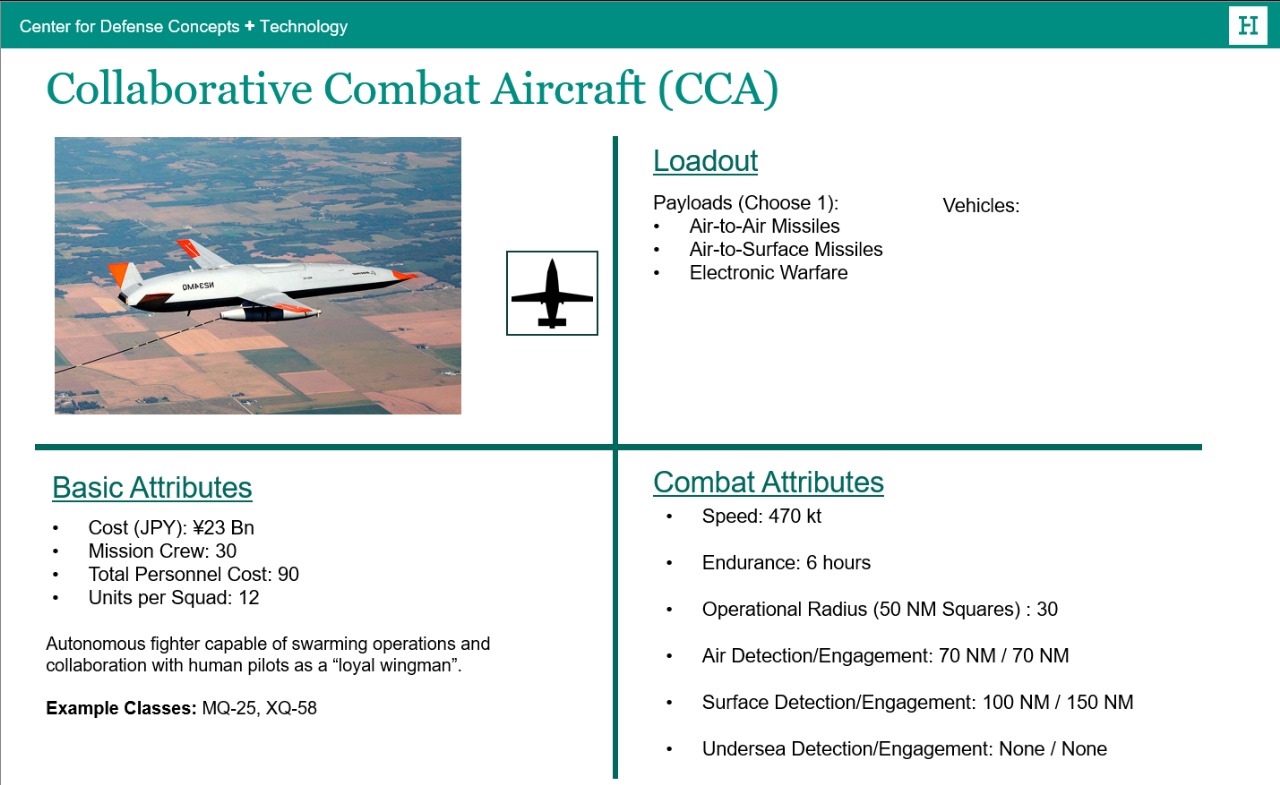 Center for Defense Concepts + Technology
H
Collaborative Combat Aircraft (CCA)
Loadout
Payloads (Choose 1):
• Air-to-Air Missiles
• Air-to-Surface Missiles
• Electronic Warfare
Vehicles:
Basic Attributes
• Cost (JPY): ¥23 Bn
• Mission Crew: 30
• Total Personnel Cost: 90
• Units per Squad: 12
Autonomous fighter capable of swarming operations and
collaboration with human pilots as a “loyal wingman”.
Example Classes: MQ-25, XQ-58
Combat Attributes
• Speed: 470 kt
• Endurance: 6 hours
• Operational Radius (50 NM Squares) : 30
• Air Detection/Engagement: 70 NM / 70 NM
• Surface Detection/Engagement: 100 NM / 150 NM
• Undersea Detection/Engagement: None / None